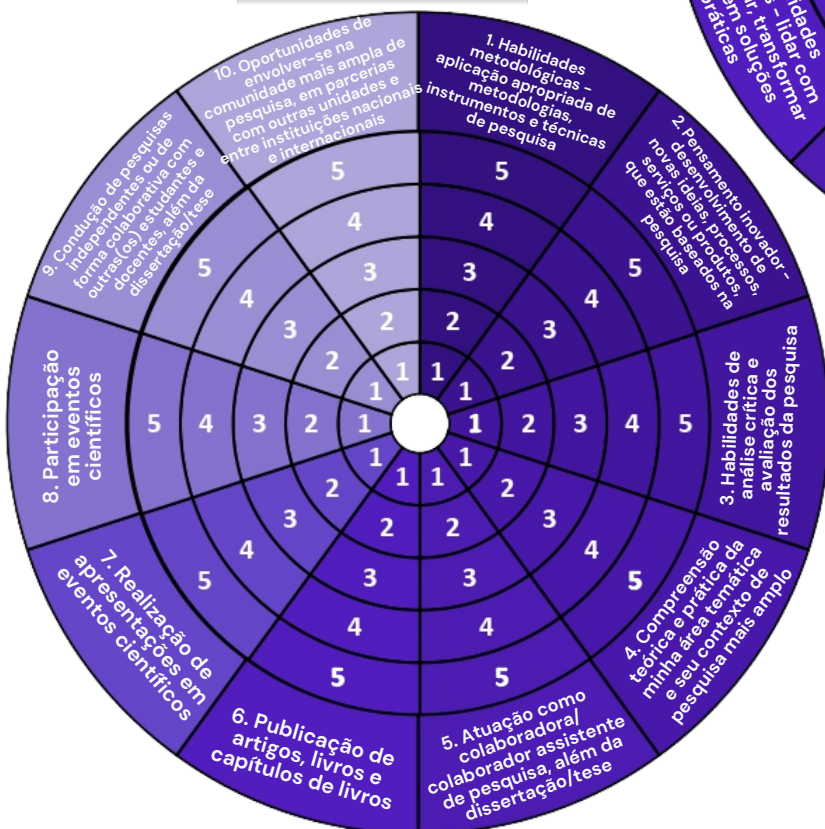 1. Habilidades
metodológicas –
aplicação apropriada de
metodologias,
instrumentos e técnicas
de pesquisa
2. Pensamento inovador –
desenvolvimento de
novas ideias, processos,
serviços ou produtos,
que estão baseados na
pesquisa
3. Habilidades de
análise crítica e
avaliação dos
resultados da pesquisa
4. Compreensão
teórica e prática da
minha área temática
e seu contexto de
pesquisa mais amplo
5. Atuação como
colaboradora/
colaborador assistente
de pesquisa, além da
dissertação/tese
6. Publicação de
artigos, livros e
capítulos de livros
7. Realização de
apresentações em
eventos científicos
8. Participação
em eventos
científicos
9. Condução de pesquisas
independentes ou de
forma colaborativa com
outras(os) estudantes e
docentes, além da
dissertação/tese
10. Oportunidades de
envolver-se na
comunidade mais ampla de
pesquisa, em parcerias
com outras unidades e
entre instituições nacionais
e internacionais
1 2 3 4 5
1 2 3 4 5
1 2 3 4 5
1 2 3 4 5
1 2 3 4 5
1 2 3 4 5
1 2 3 4 5
1 2 3 4 5
1 2 3 4 5
1 2 3 4 5
idades
– lidar com
transformar
em soluções
práticas